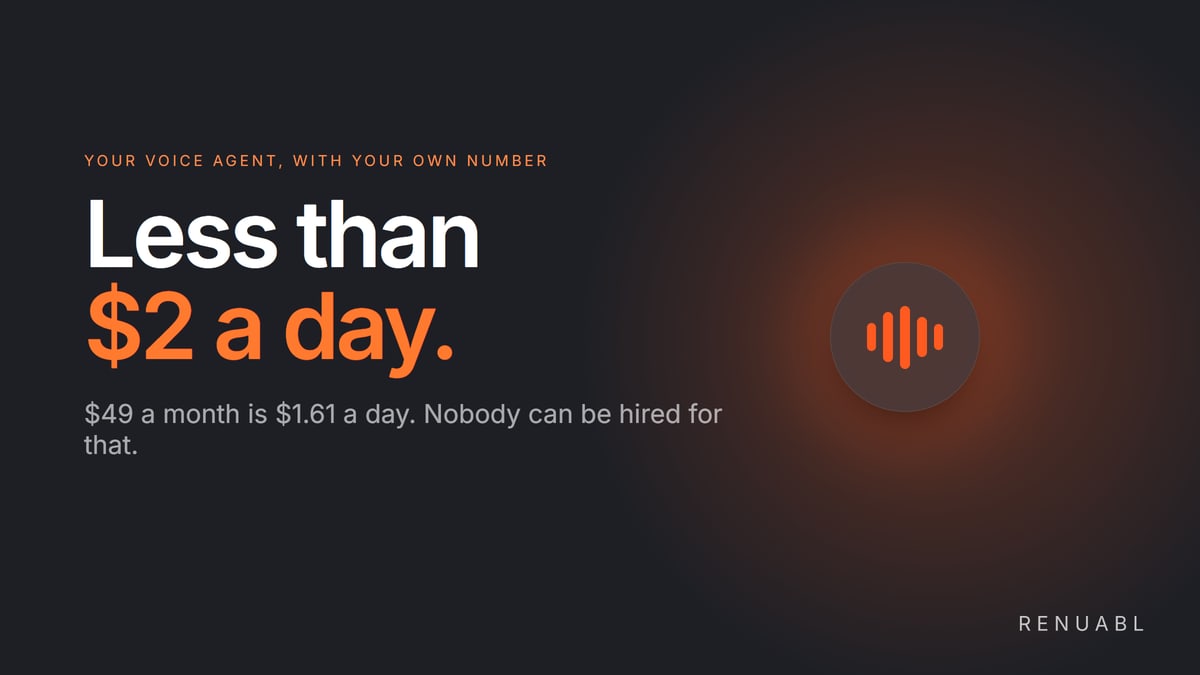 YOUR VOICE AGENT, WITH YOUR OWN NUMBER
Less than
$2 a day.
$49 a month is $1.61 a day. Nobody can be hired for
that.
RENUABL